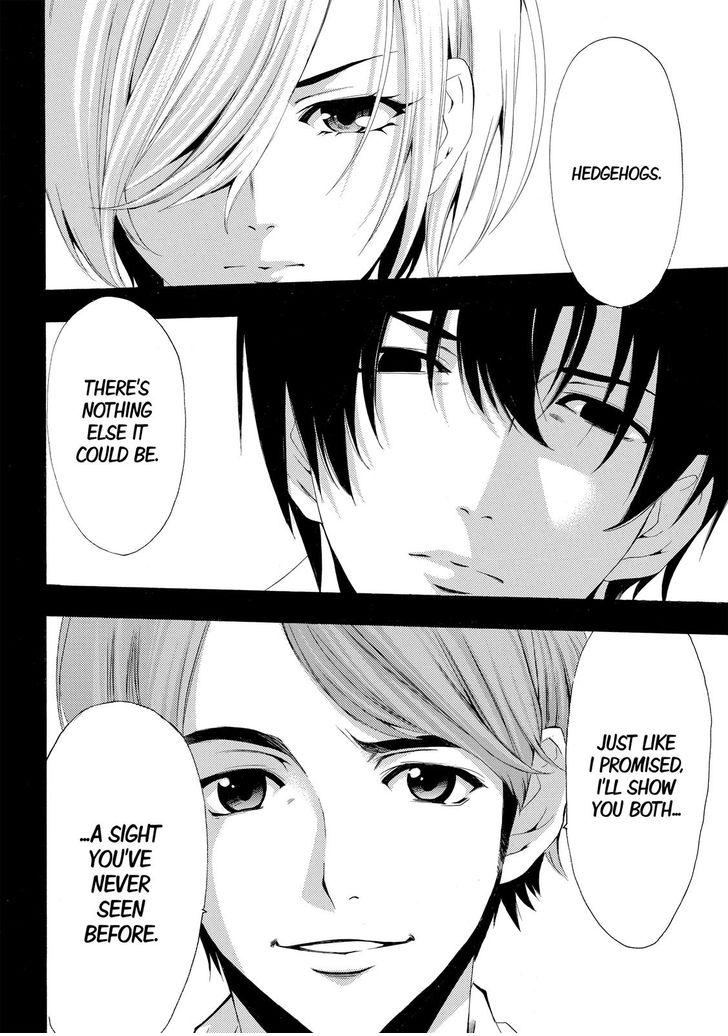 HEDGEHOGS.
THERE'S
NOTHING
ELSE IT
COULD BE.
JUST LIKE
I PROMISED,
I'LL SHOW
YOU BOTH...
...A SIGHT
YOU'VE
NEVER
SEEN
BEFORE.